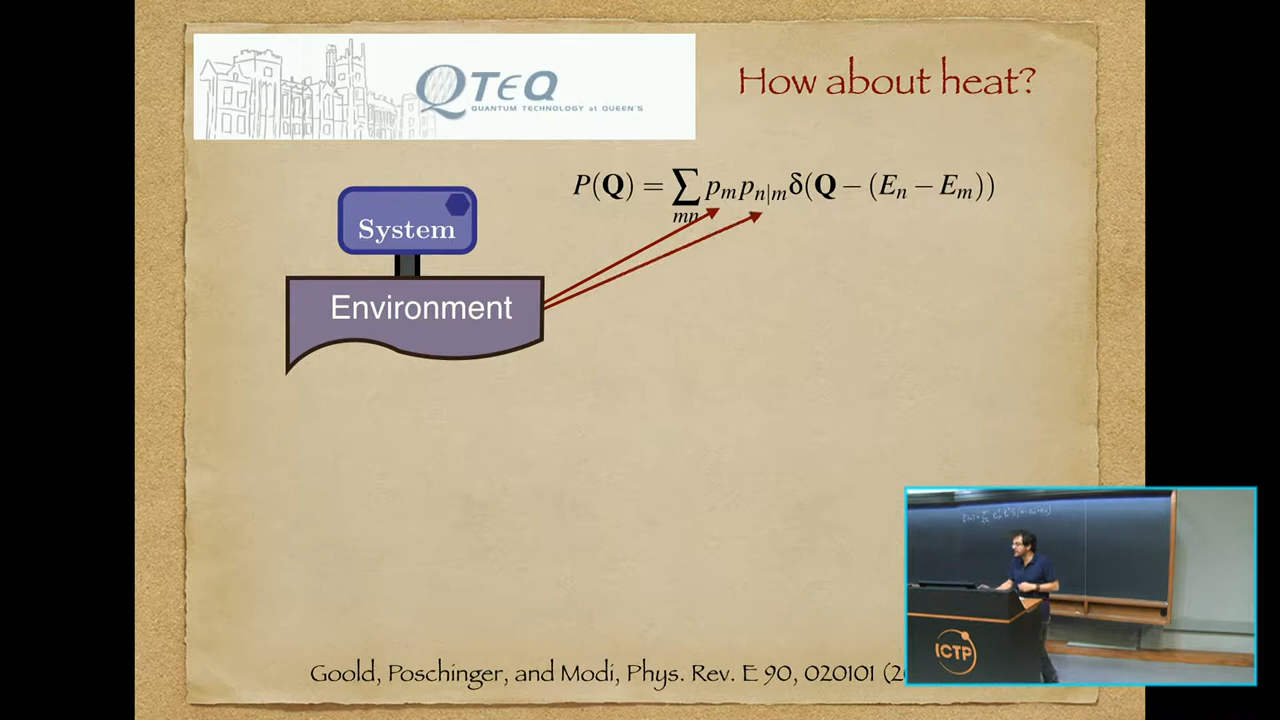 QTEQ
QUANTUM TECHNOLOGY at QUEEN'S
How about heat?
P(Q) = ∑ pₘpₙ|ₘδ(Q − (Eₙ − Eₘ))
mn
System
Environment
ICTP
Goold, Poschinger, and Modi, Phys. Rev. E 90, 020101 (2